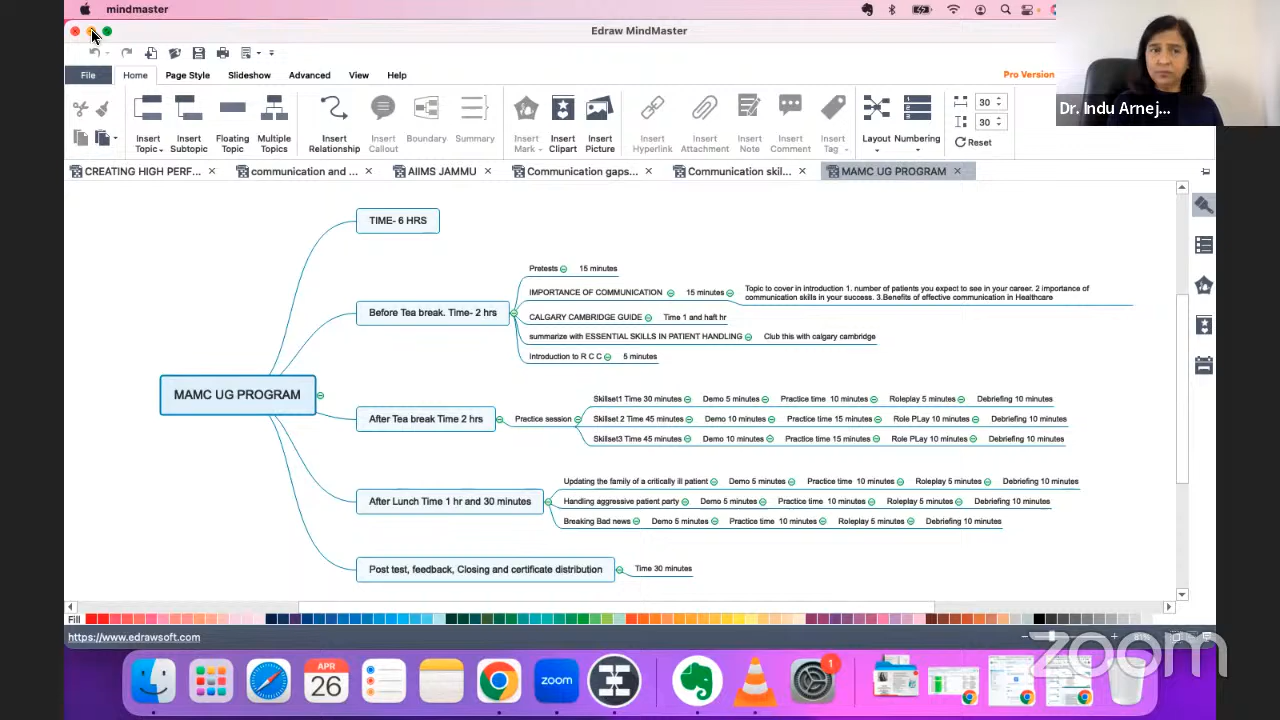 mindmaster
Edraw MindMaster
File Home Page Style Slideshow Advanced View Help Pro Version
Insert Topic Insert Subtopic Floating Topic Multiple Topics Insert Relationship Insert Callout Boundary Summary Insert Mark Insert Clipart Insert Picture Insert Hyperlink Insert Attachment Insert Note Insert Comment Insert Tag Layout Numbering 30 30 Reset
Dr. Indu Arnej...
CREATING HIGH PERF... communication and ... AIIMS JAMMU Communication gaps... Communication skil... MAMC UG PROGRAM
MAMC UG PROGRAM
TIME- 6 HRS
Before Tea break. Time- 2 hrs
Pretests 15 minutes
IMPORTANCE OF COMMUNICATION 15 minutes
Topic to cover in introduction 1. number of patients you expect to see in your career. 2 importance of
communication skills in your success. 3.Benefits of effective communication in Healthcare
CALGARY CAMBRIDGE GUIDE Time 1 and haft hr
summarize with ESSENTIAL SKILLS IN PATIENT HANDLING Club this with calgary cambridge
Introduction to R C C 5 minutes
After Tea break Time 2 hrs
Practice session
Skillset1 Time 30 minutes Demo 5 minutes Practice time 10 minutes Roleplay 5 minutes Debriefing 10 minutes
Skillset 2 Time 45 minutes Demo 10 minutes Practice time 15 minutes Role PLay 10 minutes Debriefing 10 minutes
Skillset3 Time 45 minutes Demo 10 minutes Practice time 15 minutes Role PLay 10 minutes Debriefing 10 minutes
After Lunch Time 1 hr and 30 minutes
Updating the family of a critically ill patient Demo 5 minutes Practice time 10 minutes Roleplay 5 minutes Debriefing 10 minutes
Handling aggressive patient party Demo 5 minutes Practice time 10 minutes Roleplay 5 minutes Debriefing 10 minutes
Breaking Bad news Demo 5 minutes Practice time 10 minutes Roleplay 5 minutes Debriefing 10 minutes
Post test, feedback, Closing and certificate distribution Time 30 minutes
Fill
https://www.edrawsoft.com
zoom
APR
26
zoom
1